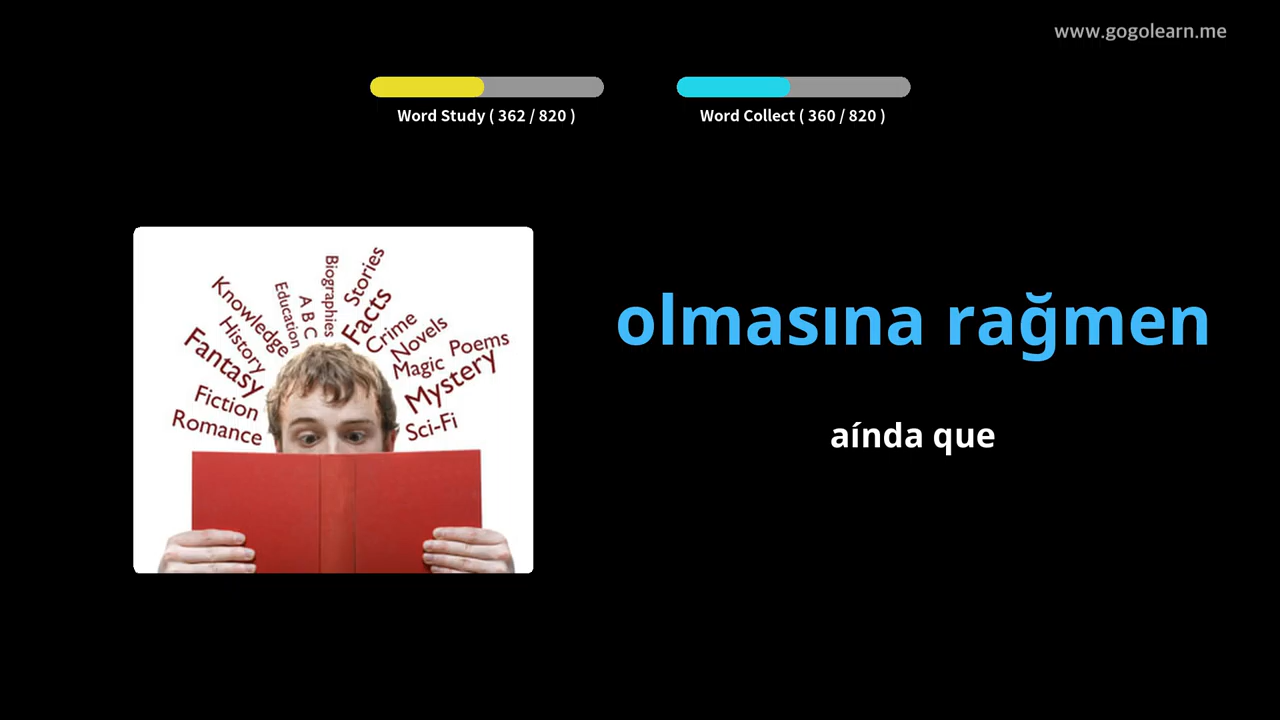 www.gogolearn.me
Word Study ( 362 / 820 )
Word Collect ( 360 / 820 )
Stories
Biographies
Facts
A B C
Education
Knowledge
Crime
Novels
History
Poems
Magic
Fantasy
Mystery
Fiction
Sci-Fi
Romance
olmasına rağmen
aínda que